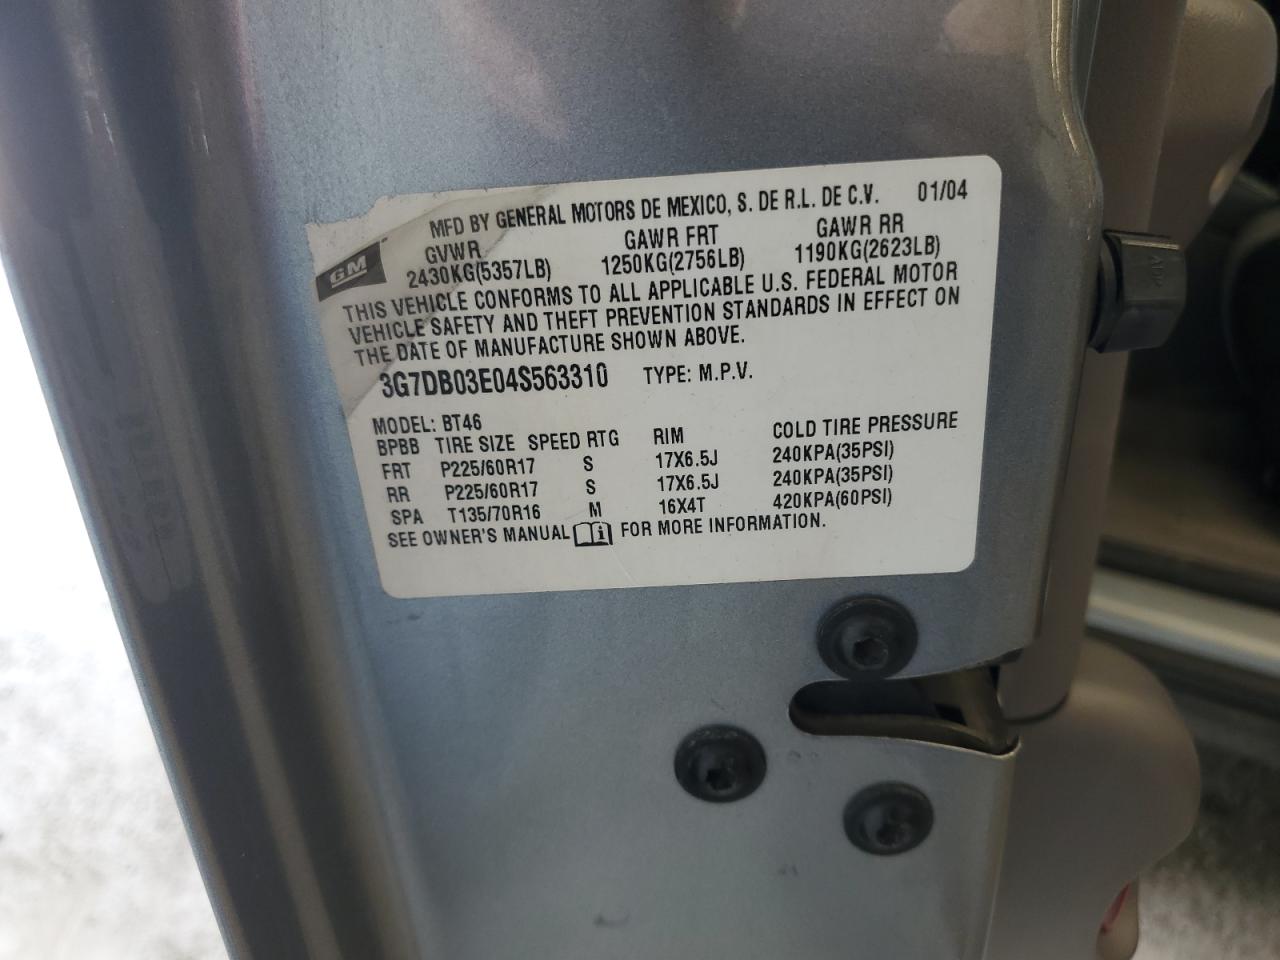 MFD BY GENERAL MOTORS DE MEXICO, S. DE R.L. DE C.V. 01/04
GM
GVWR GAWR FRT GAWR RR
2430KG(5357LB) 1250KG(2756LB) 1190KG(2623LB)
THIS VEHICLE CONFORMS TO ALL APPLICABLE U.S. FEDERAL MOTOR
VEHICLE SAFETY AND THEFT PREVENTION STANDARDS IN EFFECT ON
THE DATE OF MANUFACTURE SHOWN ABOVE.
3G7DB03E04S563310 TYPE: M.P.V.
MODEL: BT46
BPBB TIRE SIZE SPEED RTG RIM COLD TIRE PRESSURE
FRT P225/60R17 S 17X6.5J 240KPA(35PSI)
RR P225/60R17 S 17X6.5J 240KPA(35PSI)
SPA T135/70R16 M 16X4T 420KPA(60PSI)
SEE OWNER'S MANUAL FOR MORE INFORMATION.